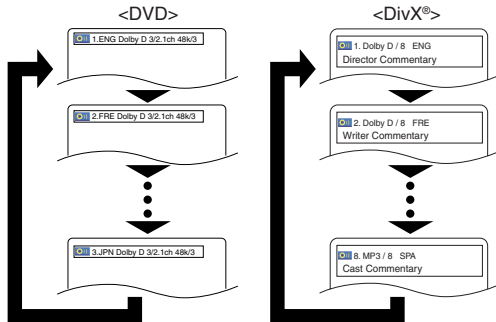 <DVD>
1.ENG Dolby D 3/2.1ch 48k/3
2.FRE Dolby D 3/2.1ch 48k/3
3.JPN Dolby D 3/2.1ch 48k/3
<DivX®>
1. Dolby D / 8 ENG
Director Commentary
2. Dolby D / 8 FRE
Writer Commentary
8. MP3 / 8 SPA
Cast Commentary